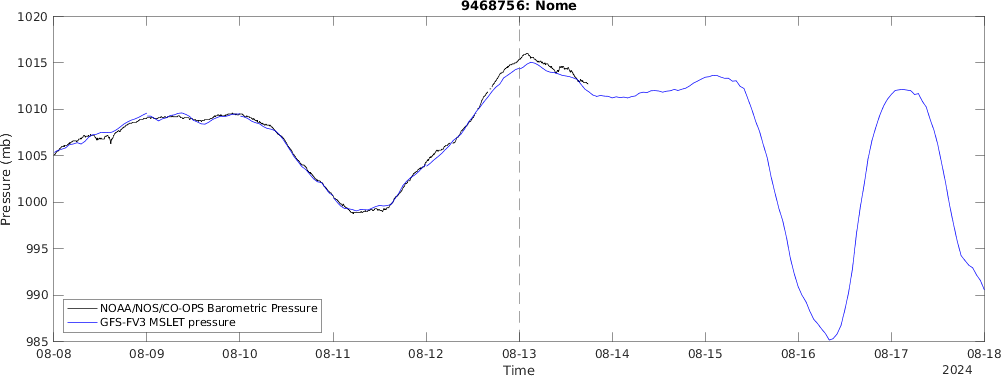 9468756: Nome
1020
1015
1010
1005
1000
995
990
985
Pressure (mb)
NOAA/NOS/CO-OPS Barometric Pressure
GFS-FV3 MSLET pressure
08-08 08-09 08-10 08-11 08-12 08-13 08-14 08-15 08-16 08-17 08-18
Time
2024